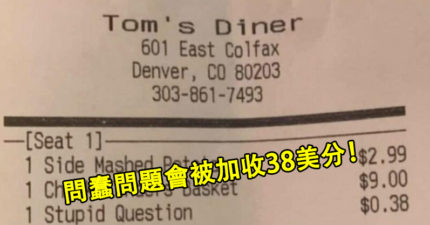 Tom's Diner
601 East Colfax
Denver, CO 80203
303-861-7493
[Seat 1]
1 Side Mashed $2.99
問蠢問題會被加收38美分!
1 Basket $9.00
1 Stupid Question $0.38